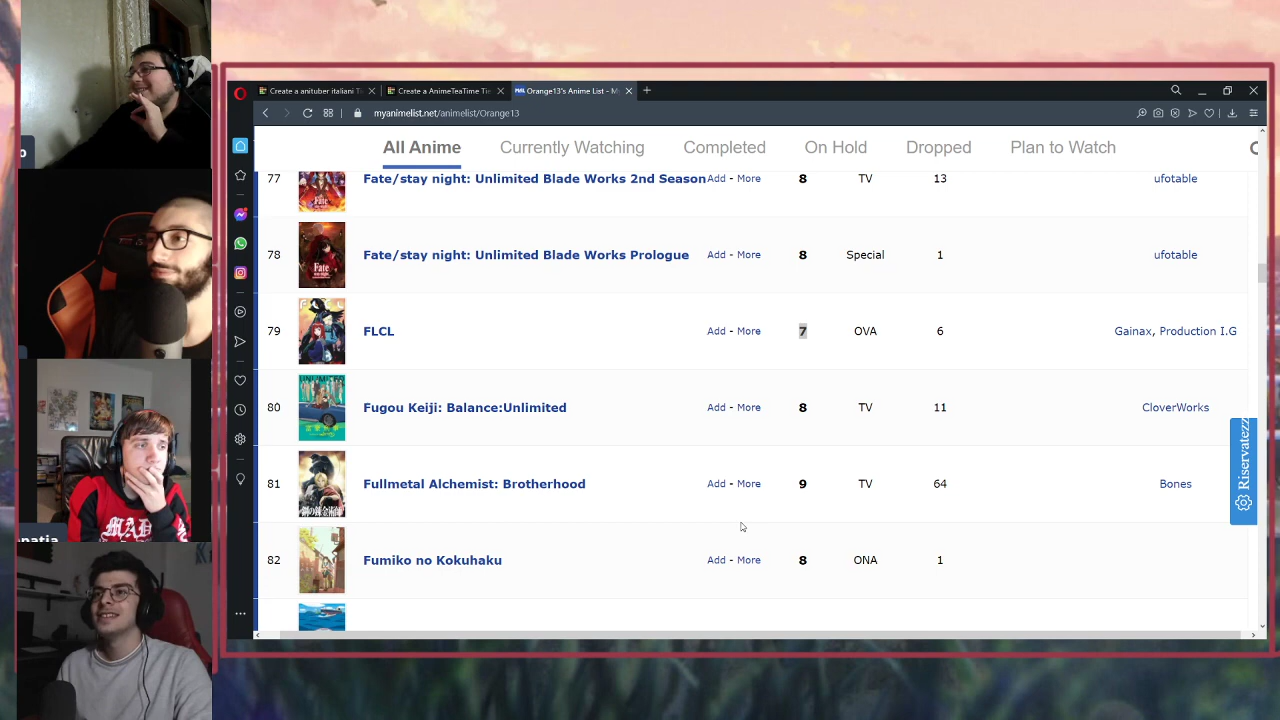 Create a anituber italiani Ti
Create a AnimeTeaTime Tie
Orange13's Anime List - My
myanimelist.net/animelist/Orange13
All Anime
Currently Watching
Completed
On Hold
Dropped
Plan to Watch
77 Fate/stay night: Unlimited Blade Works 2nd Season Add - More 8 TV 13 ufotable
78 Fate/stay night: Unlimited Blade Works Prologue Add - More 8 Special 1 ufotable
79 FLCL Add - More 7 OVA 6 Gainax, Production I.G
80 Fugou Keiji: Balance:Unlimited Add - More 8 TV 11 CloverWorks
81 Fullmetal Alchemist: Brotherhood Add - More 9 TV 64 Bones
82 Fumiko no Kokuhaku Add - More 8 ONA 1
Riservatezz
MAD